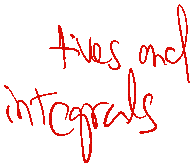 tives and
integrals